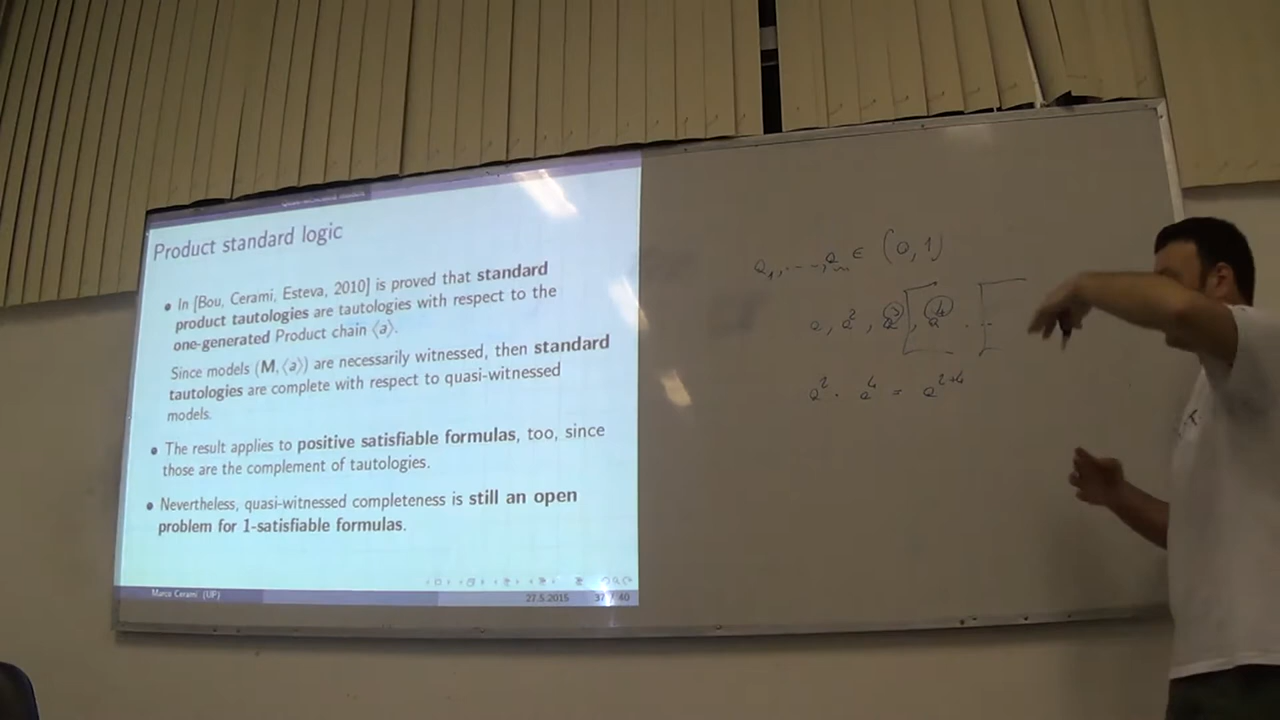 Product standard logic
• In [Bou, Cerami, Esteva, 2010] is proved that standard
product tautologies are tautologies with respect to the
one-generated Product chain ⟨a⟩.
Since models (M, ⟨a⟩) are necessarily witnessed, then standard
tautologies are complete with respect to quasi-witnessed
models.
• The result applies to positive satisfiable formulas, too, since
those are the complement of tautologies.
• Nevertheless, quasi-witnessed completeness is still an open
problem for 1-satisfiable formulas.
Marco Cerami (UP)
27.5.2015
37 / 40
a₁, ..., aₘ ∈ (0,1)
a, a², a³, a⁴ ...
a² · a⁴ = a²⁺⁴